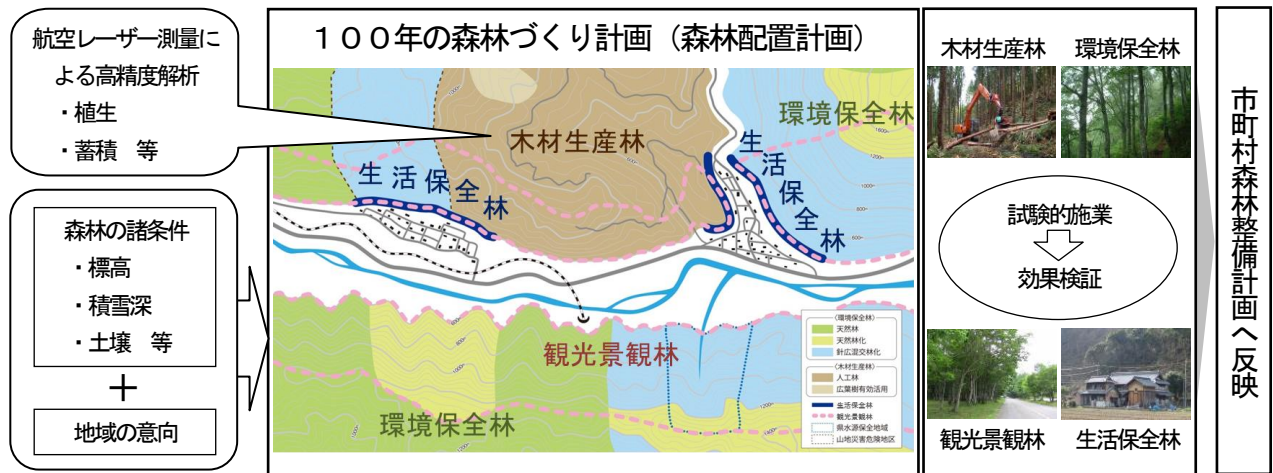 航空レーザー測量に
よる高精度解析
・植生
・蓄積 等
森林の諸条件
・標高
・積雪深
・土壌 等
＋
地域の意向
１００年の森林づくり計画（森林配置計画）
木材生産林
環境保全林
生活保全林
生活保全林
観光景観林
環境保全林
（環境保全林）
天然林
天然林化
針広混交林化
（木材生産林）
人工林
広葉樹有効活用
生活保全林
観光景観林
県水源保全地域
山地災害危険地区
木材生産林 環境保全林
試験的施業
効果検証
観光景観林 生活保全林
市町村森林整備計画へ反映